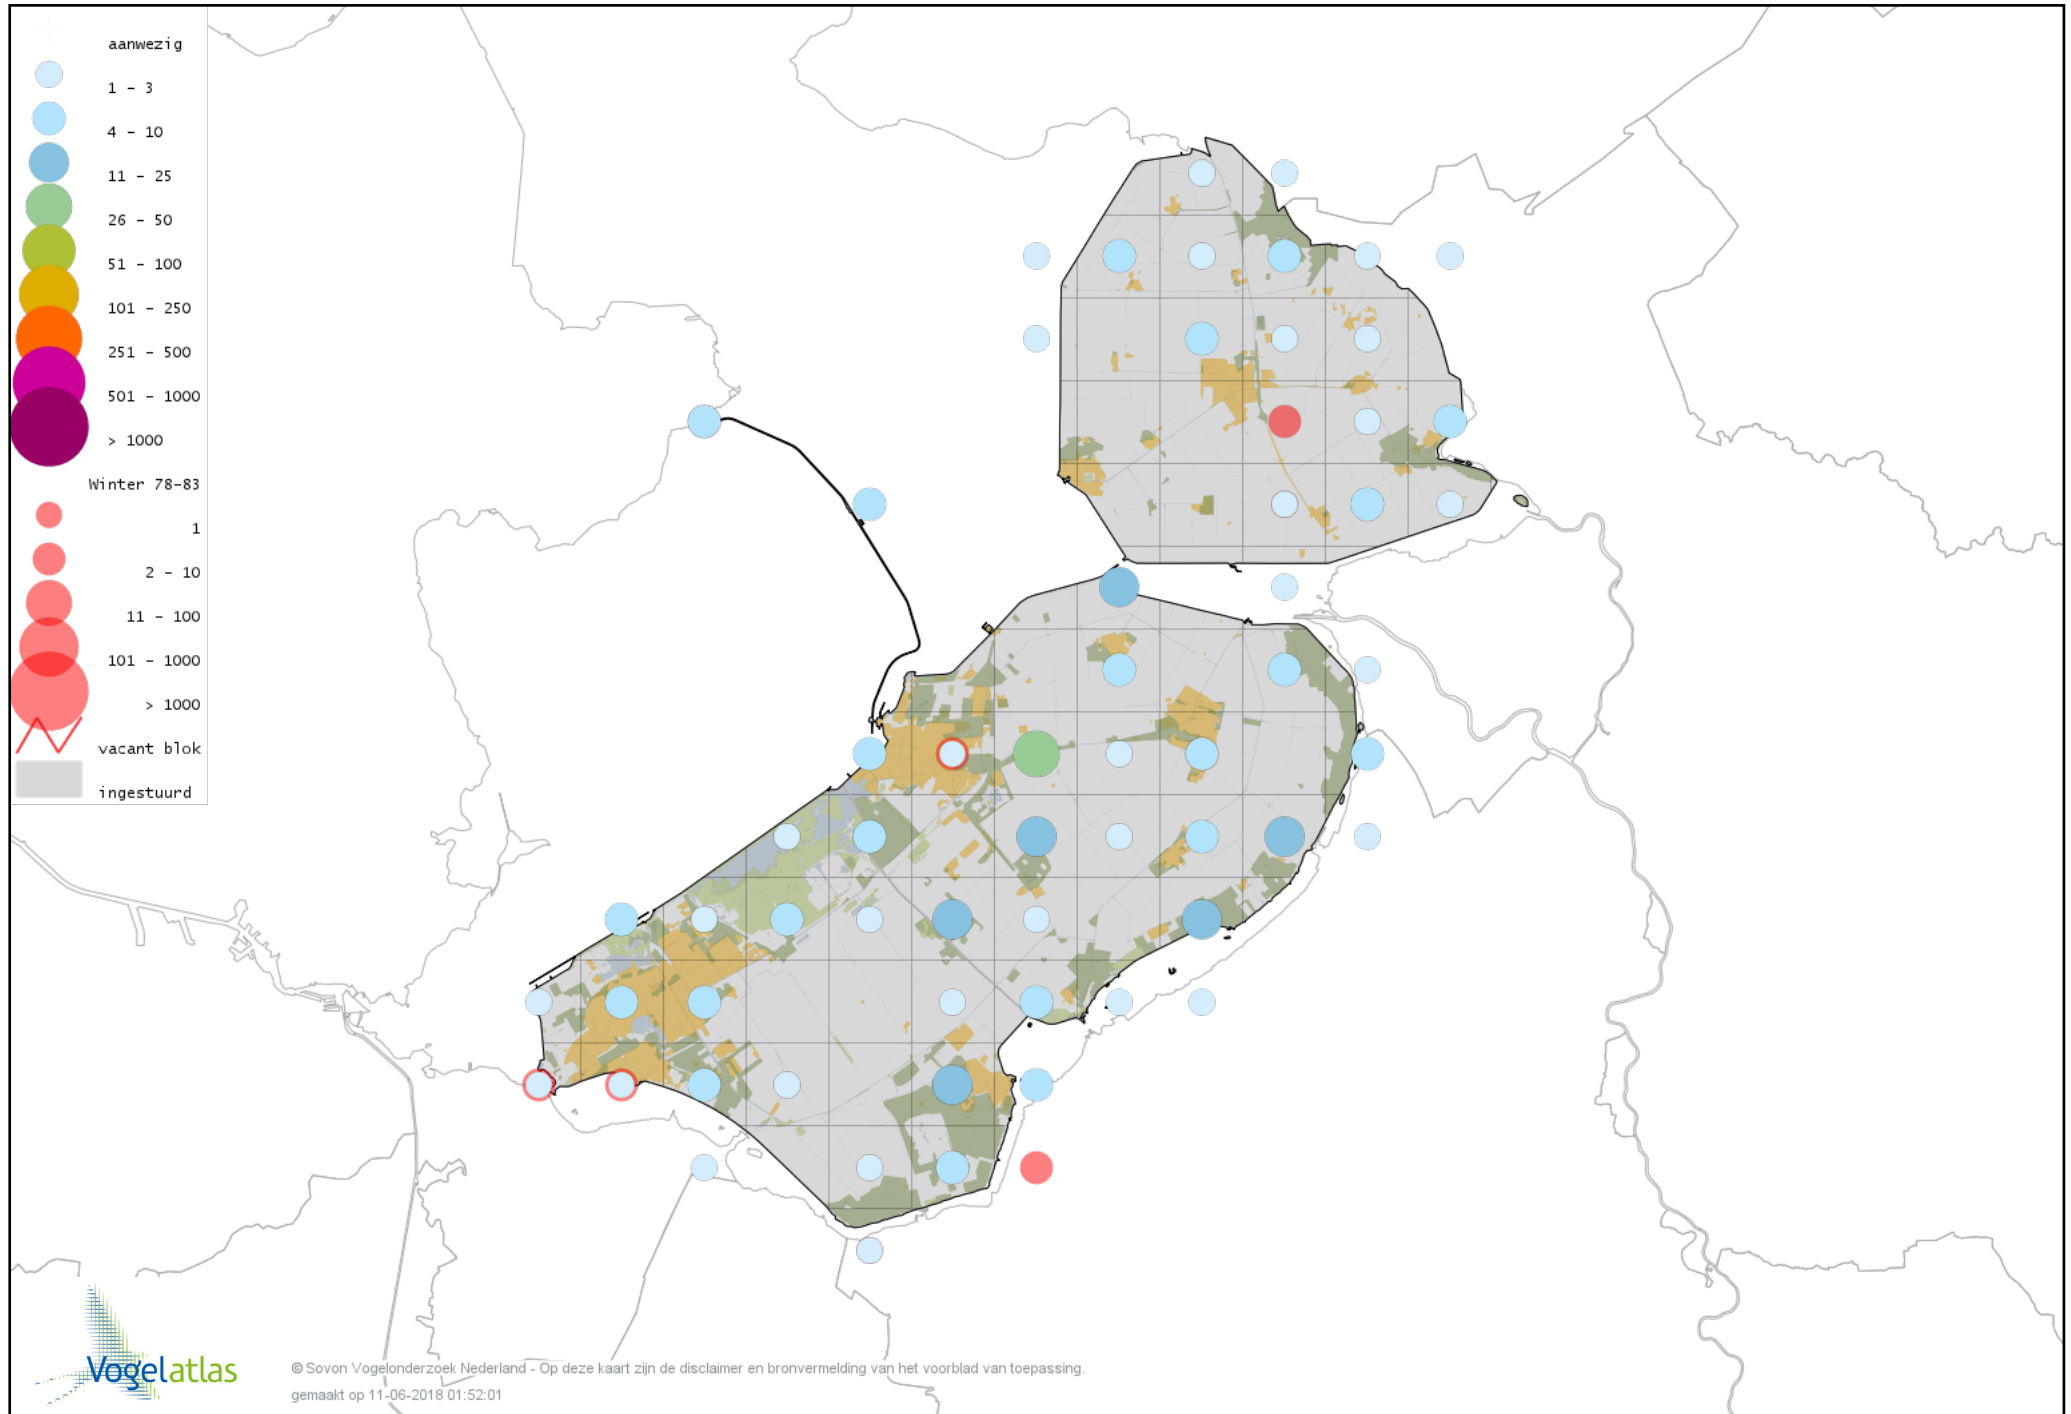 aanwezig
1 - 3
4 - 10
11 - 25
26 - 50
51 - 100
101 - 250
251 - 500
501 - 1000
> 1000
Winter 78-83
1
2 - 10
11 - 100
101 - 1000
> 1000
vacant blok
ingestuurd
Vogelatlas
© Sovon Vogelonderzoek Nederland - Op deze kaart zijn de disclaimer en bronvermelding van het voorblad van toepassing.
gemaakt op 11-06-2018 01:52:01